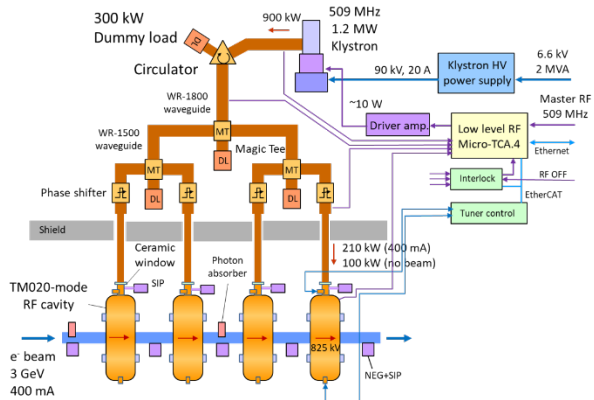 300 kW
Dummy load
DL
Circulator
900 kW
509 MHz
1.2 MW
Klystron
90 kV, 20 A
Klystron HV
power supply
6.6 kV
2 MVA
WR-1800
waveguide
~10 W
Driver amp.
Low level RF
Micro-TCA.4
Master RF
509 MHz
Ethernet
WR-1500
waveguide
MT
Magic Tee
DL
MT
MT
DL
DL
Phase shifter
Interlock
RF OFF
EtherCAT
Tuner control
Shield
Ceramic
window
SIP
Photon
absorber
210 kW (400 mA)
100 kW (no beam)
TM020-mode
RF cavity
825 kV
e- beam
3 GeV
400 mA
NEG+SIP